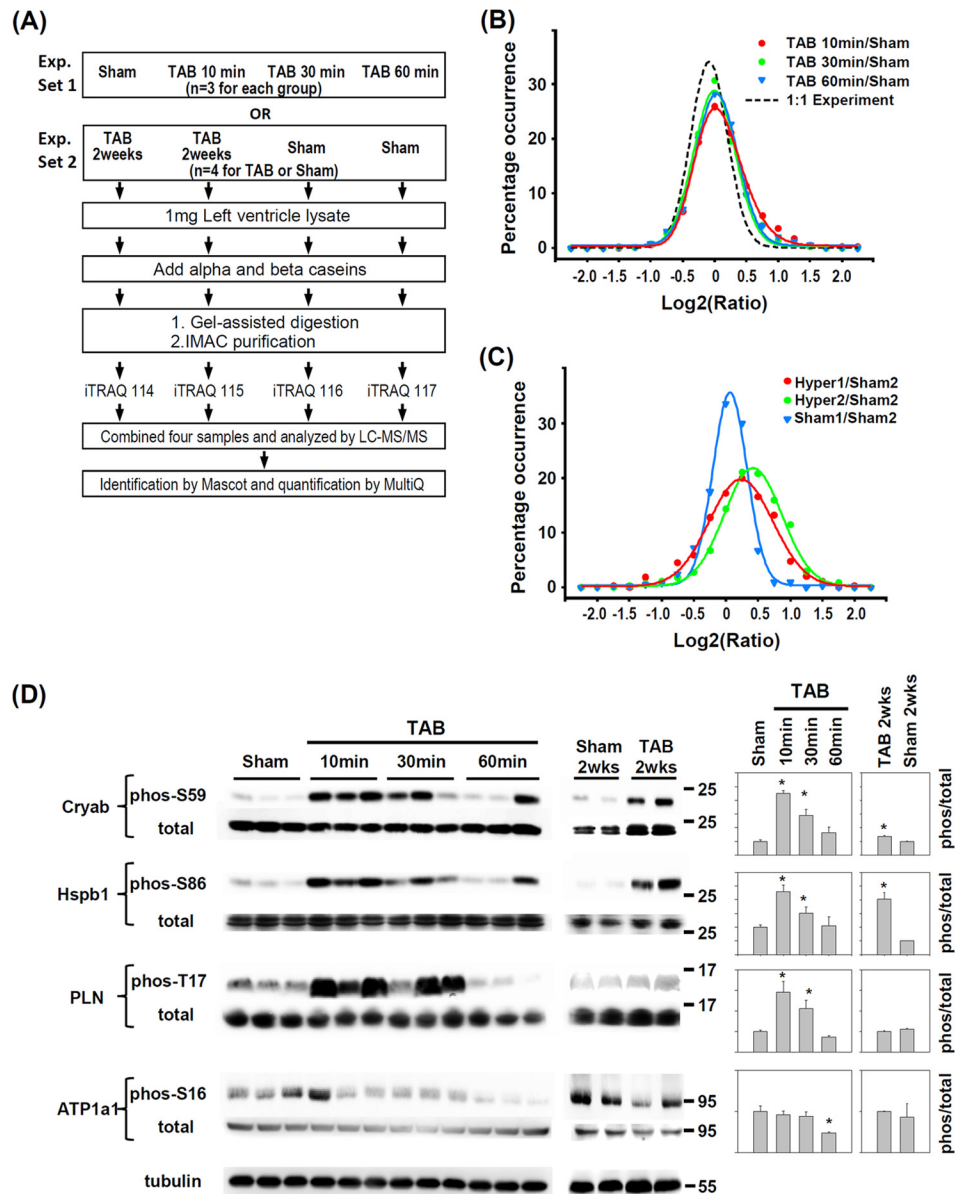 (A)
Exp. Set 1
Sham TAB 10 min TAB 30 min TAB 60 min
(n=3 for each group)
OR
Exp. Set 2
TAB 2weeks TAB 2weeks Sham Sham
(n=4 for TAB or Sham)
1mg Left ventricle lysate
Add alpha and beta caseins
1. Gel-assisted digestion
2.IMAC purification
iTRAQ 114 iTRAQ 115 iTRAQ 116 iTRAQ 117
Combined four samples and analyzed by LC-MS/MS
Identification by Mascot and quantification by MultiQ
(B)
TAB 10min/Sham
TAB 30min/Sham
TAB 60min/Sham
1:1 Experiment
Percentage occurrence
30
20
10
0
-2.0 -1.5 -1.0 -0.5 0 0.5 1.0 1.5 2.0
Log2(Ratio)
(C)
Hyper1/Sham2
Hyper2/Sham2
Sham1/Sham2
Percentage occurrence
30
20
10
0
-2.0 -1.5 -1.0 -0.5 0 0.5 1.0 1.5 2.0
Log2(Ratio)
(D)
TAB
Sham 10min 30min 60min
Sham 2wks TAB 2wks
Cryab phos-S59 total
25
25
Hspb1 phos-S86 total
25
25
PLN phos-T17 total
17
17
ATP1a1 phos-S16 total
95
95
tubulin
55
TAB
Sham 10min 30min 60min TAB 2wks Sham 2wks
* * *
phos/total
* * *
phos/total
* *
phos/total
*
phos/total